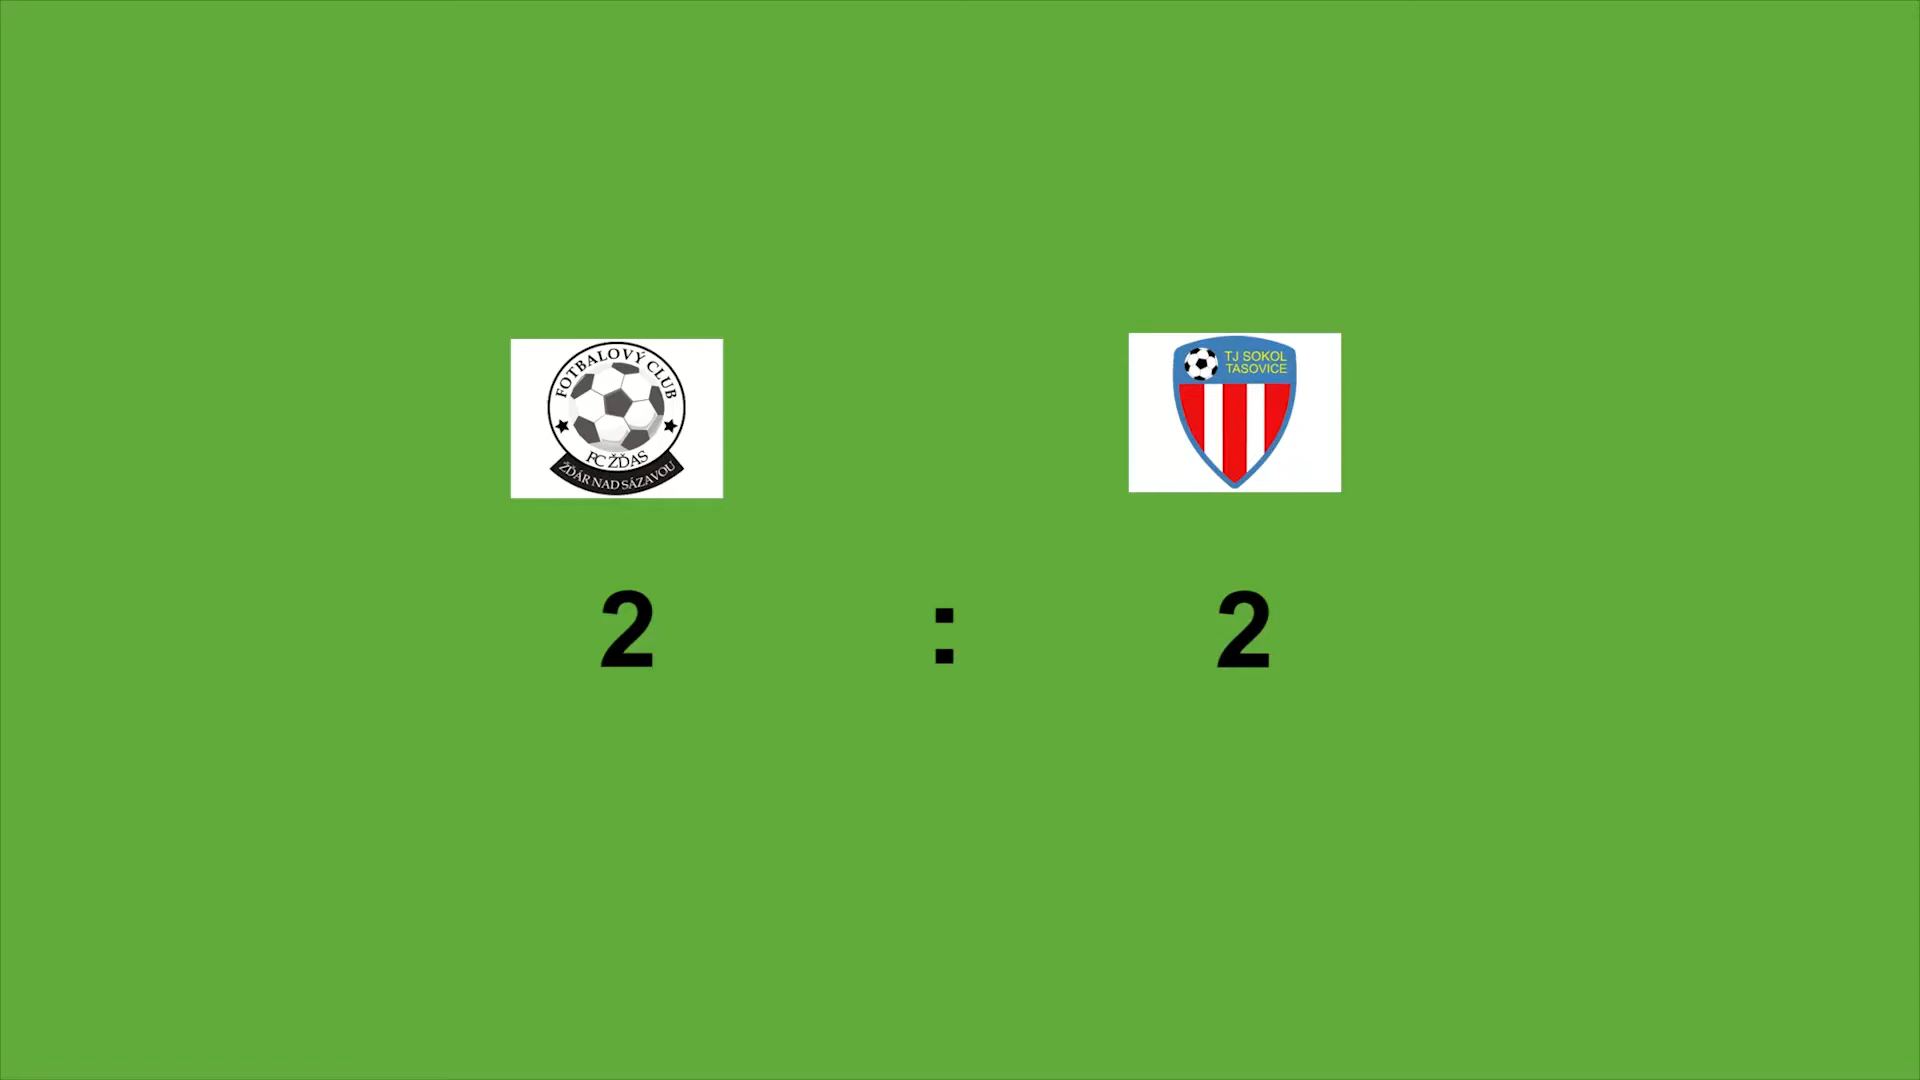 FOTBALOVÝ CLUB
FC ŽĎAS
ŽĎÁR NAD SÁZAVOU
TJ SOKOL
TASOVICE
2 : 2